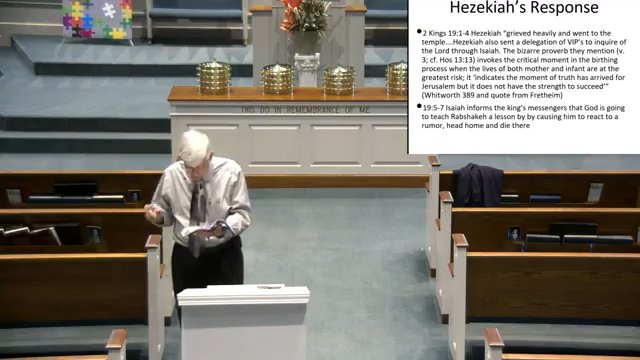 Hezekiah's Response
•2 Kings 19:1-4 Hezekiah "grieved heavily and went to the
temple....Hezekiah also sent a delegation of VIP's to inquire of
the Lord through Isaiah. The bizarre proverb they mention (v.
3; cf. Hos 13:13) invokes the critical moment in the birthing
process when the lives of both mother and infant are at the
greatest risk; it 'indicates the moment of truth has arrived for
Jerusalem but it does not have the strength to succeed'"
(Whitworth 389 and quote from Fretheim)
•19:5-7 Isaiah informs the king's messengers that God is going
to teach Rabshakeh a lesson by by causing him to react to a
rumor, head home and die there
THIS DO IN REMEMBRANCE OF ME